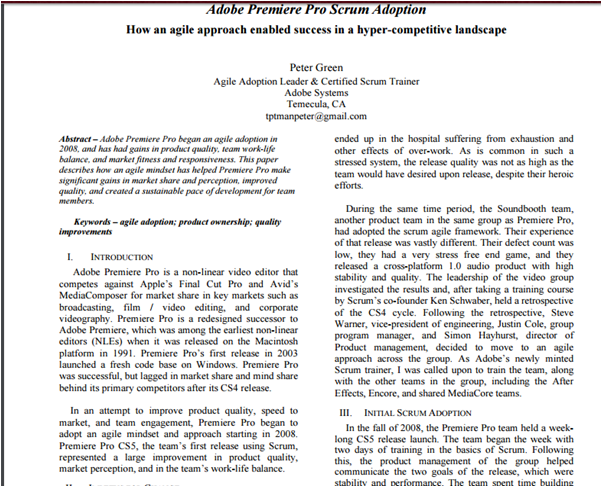 Adobe Premiere Pro Scrum Adoption
How an agile approach enabled success in a hyper-competitive landscape
Peter Green
Agile Adoption Leader & Certified Scrum Trainer
Adobe Systems
Temecula, CA
tptmanpeter@gmail.com
Abstract – Adobe Premiere Pro began an agile adoption in
2008, and has had gains in product quality, team work-life
balance, and market fitness and responsiveness. This paper
describes how an agile mindset has helped Premiere Pro make
significant gains in market share and perception, improved
quality, and created a sustainable pace of development for team
members.
Keywords – agile adoption; product ownership; quality
improvements
I. INTRODUCTION
Adobe Premiere Pro is a non-linear video editor that
competes against Apple's Final Cut Pro and Avid's
MediaComposer for market share in key markets such as
broadcasting, film / video editing, and corporate
videography. Premiere Pro is a redesigned successor to
Adobe Premiere, which was among the earliest non-linear
editors (NLEs) when it was released on the Macintosh
platform in 1991. Premiere Pro's first release in 2003
launched a fresh code base on Windows. Premiere Pro
was successful, but lagged in market share and mind share
behind its primary competitors after its CS4 release.
In an attempt to improve product quality, speed to
market, and team engagement, Premiere Pro began to
adopt an agile mindset and approach starting in 2008.
Premiere Pro CS5, the team's first release using Scrum,
represented a large improvement in product quality,
market perception, and in the team's work-life balance.
ended up in the hospital suffering from exhaustion and
other effects of over-work. As is common in such a
stressed system, the release quality was not as high as the
team would have desired upon release, despite their heroic
efforts.
During the same time period, the Soundbooth team,
another product team in the same group as Premiere Pro,
had adopted the scrum agile framework. Their experience
of that release was vastly different. Their defect count was
low, they had a very stress free end game, and they
released a cross-platform 1.0 audio product with high
stability and quality. The leadership of the video group
investigated the results and, after taking a training course
by Scrum's co-founder Ken Schwaber, held a retrospective
of the CS4 cycle. Following the retrospective, Steve
Warner, vice-president of engineering, Justin Cole, group
program manager, and Simon Hayhurst, director of
Product management, decided to move to an agile
approach across the group. As Adobe's newly minted
Scrum trainer, I was called upon to train the team, along
with the other teams in the group, including the After
Effects, Encore, and shared MediaCore teams.
III. INITIAL SCRUM ADOPTION
In the fall of 2008, the Premiere Pro team held a week-
long CS5 release launch. The team began the week with
two days of training in the basics of Scrum. Following
this, the product management of the group helped
communicate the two goals of the release, which were
stability and performance. The team spent time building